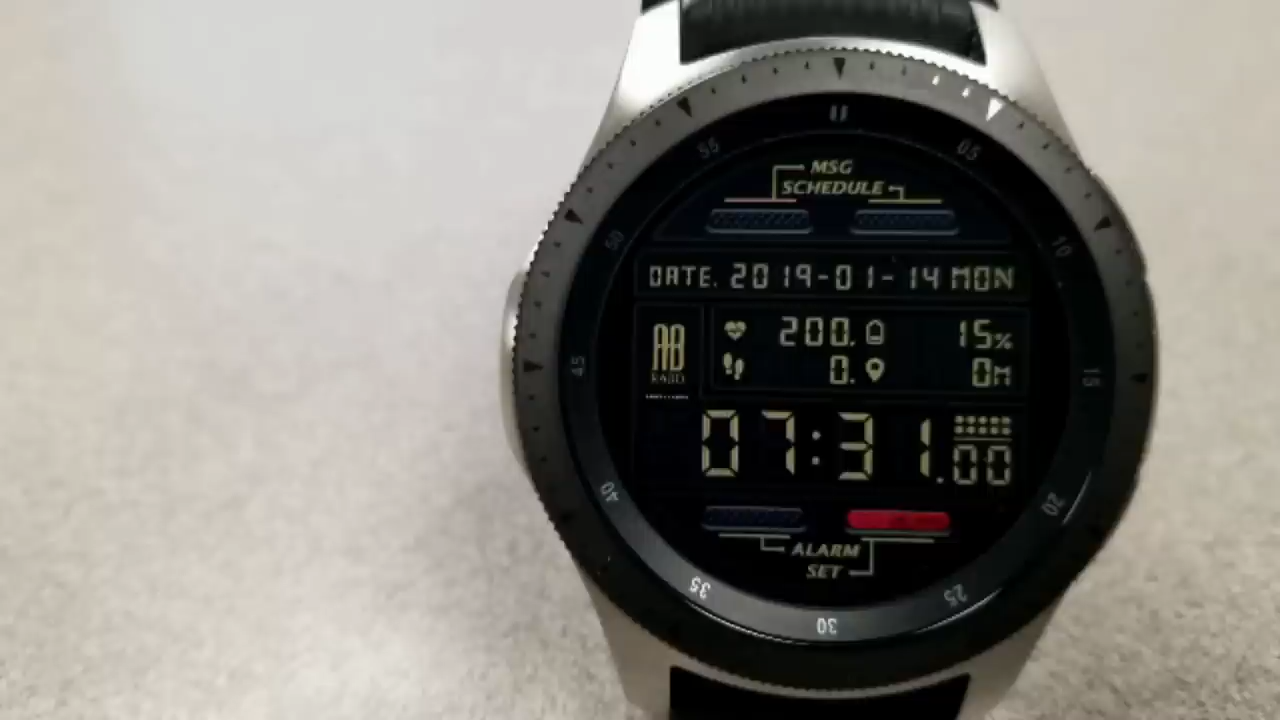 MSG
SCHEDULE
DATE. 2019-01-14 MON
AB
200. 15%
0. 0M
07:31.00
ALARM
SET
05
10
15
20
25
30
35
40
45
50
55